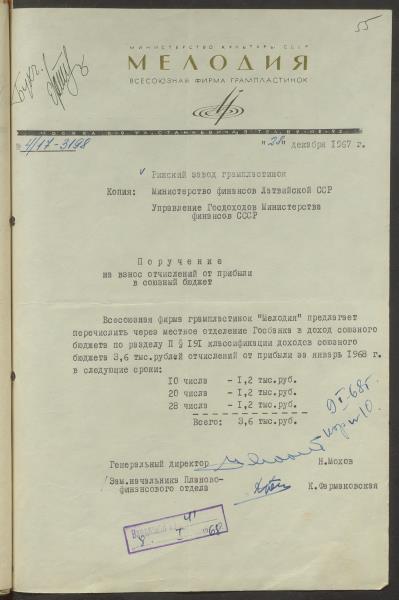 55
МИНИСТЕРСТВО КУЛЬТУРЫ СССР
МЕЛОДИЯ
ВСЕСОЮЗНАЯ ФИРМА ГРАМПЛАСТИНОК
№ 4/17-3198
"28" декабря 1967 г.
Рижский завод грампластинок
Копия: Министерство финансов Латвийской ССР
Управление Госдоходов Министерства
финансов СССР
Поручение
на взнос отчислений от прибыли
в союзный бюджет
Всесоюзная фирма грампластинок "Мелодия" предлагает
перечислить через местное отделение Госбанка в доход союзного
бюджета по разделу II § 191 классификации доходов союзного
бюджета 3,6 тыс.рублей отчислений от прибыли за январь 1968 г.
в следующие сроки:
10 числа - 1,2 тыс.руб.
20 числа - 1,2 тыс.руб.
28 числа - 1,2 тыс.руб.
Всего: 3,6 тыс.руб.
Генеральный директор Н.Мохов
Зам.начальника Планово-
финансового отдела К.Фармаковская